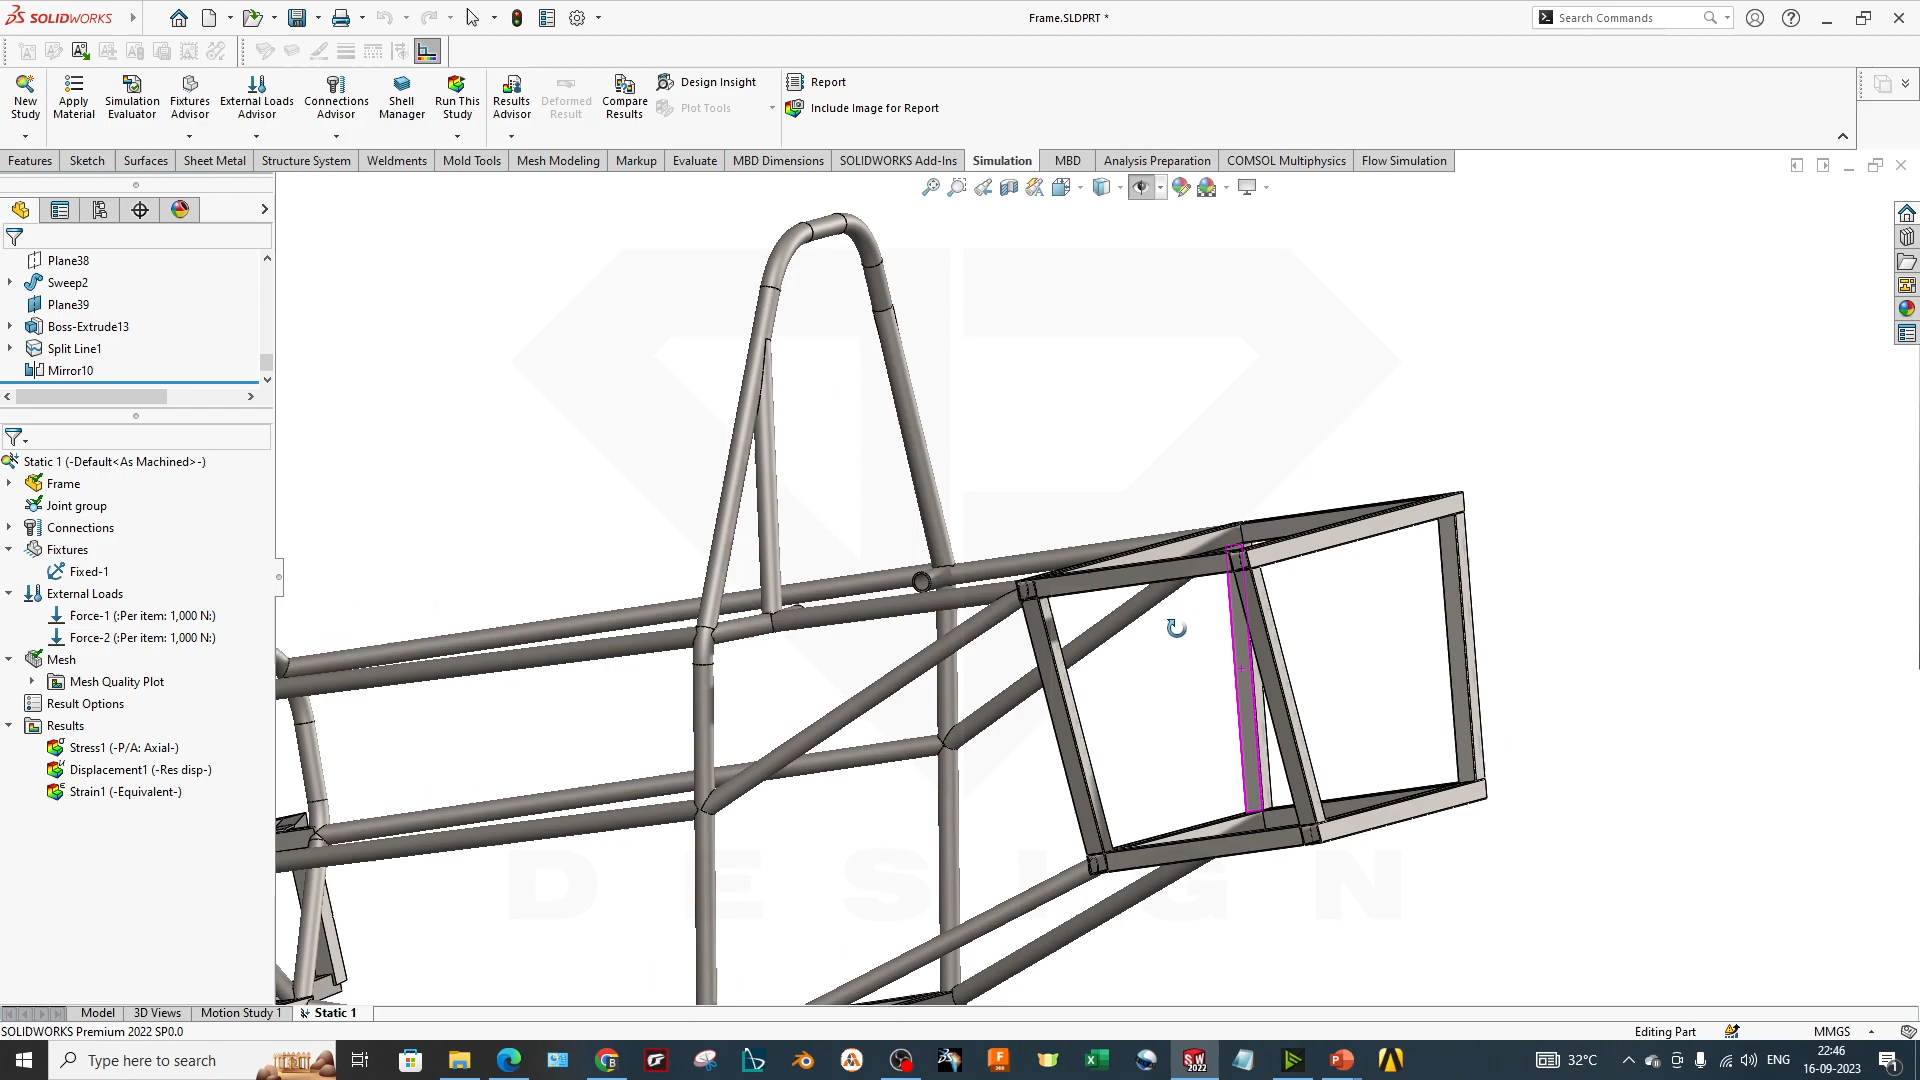 SOLIDWORKS
Frame.SLDPRT *
Search Commands
New Study
Apply Material
Simulation Evaluator
Fixtures Advisor
External Loads Advisor
Connections Advisor
Shell Manager
Run This Study
Results Advisor
Deformed Result
Compare Results
Design Insight
Plot Tools
Report
Include Image for Report
Features
Sketch
Surfaces
Sheet Metal
Structure System
Weldments
Mold Tools
Mesh Modeling
Markup
Evaluate
MBD Dimensions
SOLIDWORKS Add-Ins
Simulation
MBD
Analysis Preparation
COMSOL Multiphysics
Flow Simulation
Plane38
Sweep2
Plane39
Boss-Extrude13
Split Line1
Mirror10
Static 1 (-Default<As Machined>-)
Frame
Joint group
Connections
Fixtures
Fixed-1
External Loads
Force-1 (:Per item: 1,000 N:)
Force-2 (:Per item: 1,000 N:)
Mesh
Mesh Quality Plot
Result Options
Results
Stress1 (-P/A: Axial-)
Displacement1 (-Res disp-)
Strain1 (-Equivalent-)
DESIGN
Model
3D Views
Motion Study 1
Static 1
SOLIDWORKS Premium 2022 SP0.0
Editing Part
MMGS
Type here to search
32°C
ENG
22:46
16-09-2023